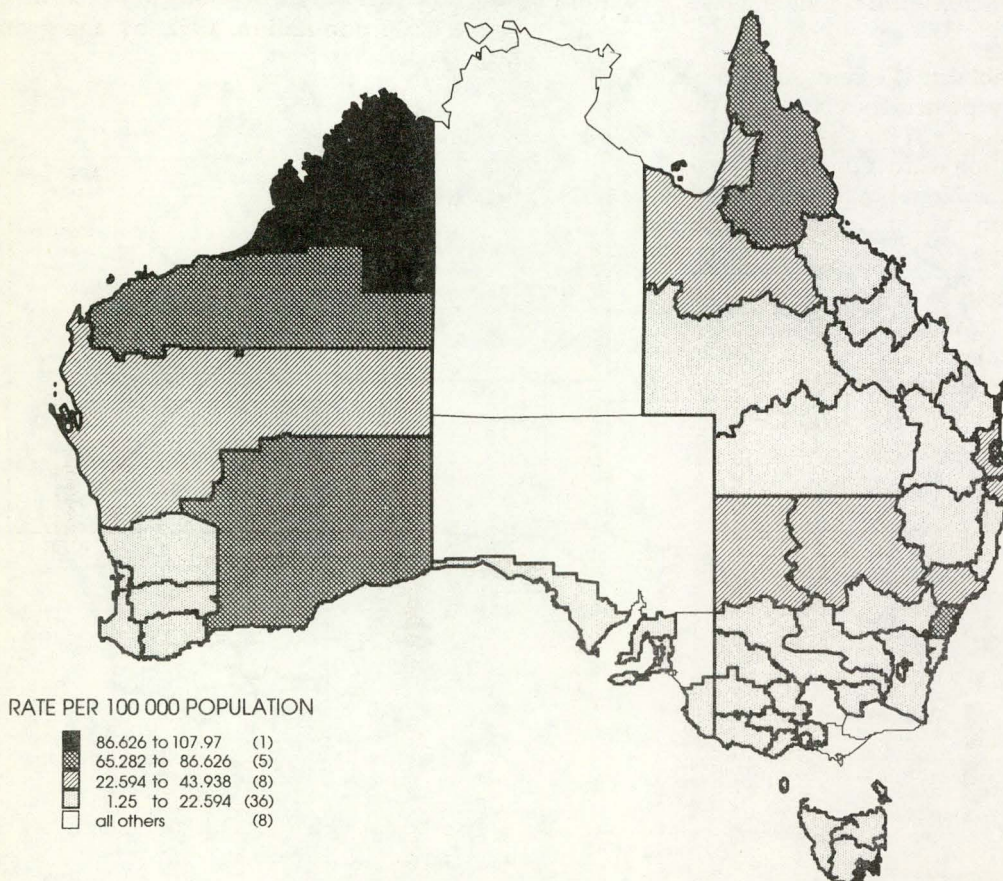 RATE PER 100 000 POPULATION
86.626 to 107.97 (1)
65.282 to 86.626 (5)
22.594 to 43.938 (8)
1.25 to 22.594 (36)
all others (8)